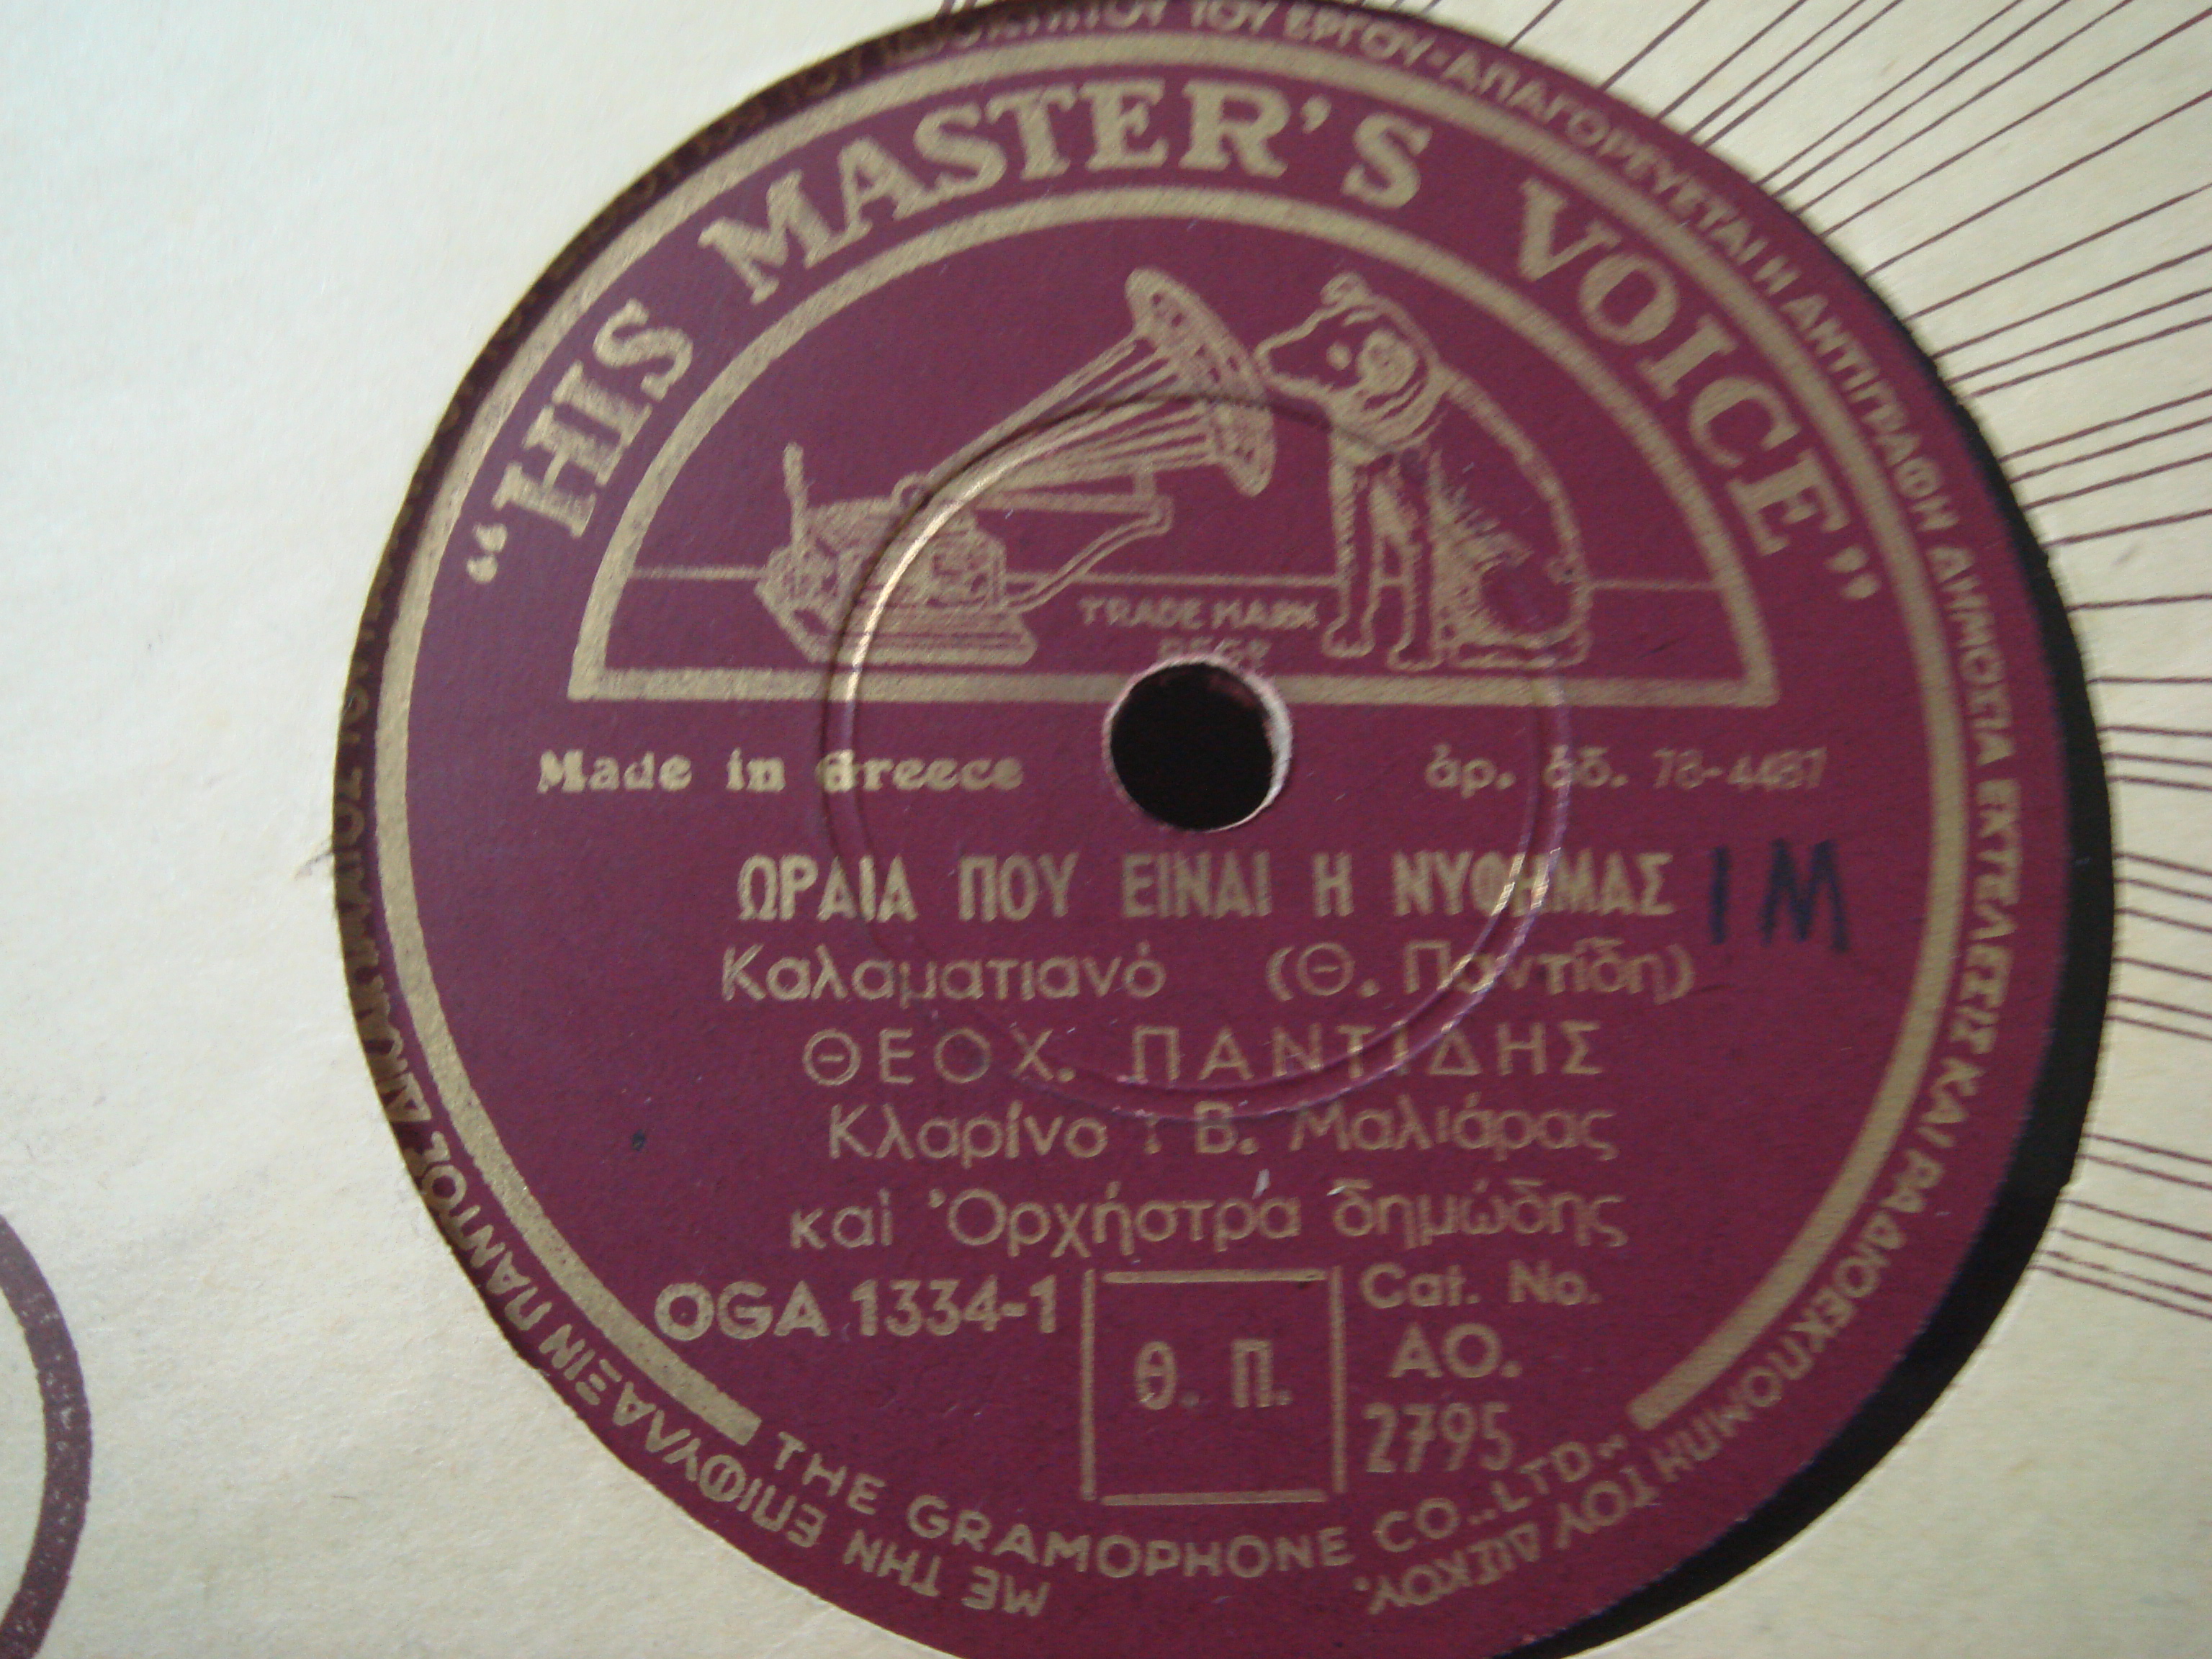 “HIS MASTER'S VOICE”
TRADE MARK
Made in Greece
ἀρ. ἀδ. 78-4487
ΩΡΑΙΑ ΠΟΥ ΕΙΝΑΙ Η ΝΥΦΗΜΑΣ
1M
Καλαματιανό (Θ. Παντίδη)
ΘΕΟΧ. ΠΑΝΤΙΔΗΣ
Κλαρίνο : Β. Μαλιάρας
καὶ Ὀρχήστρα δημώδης
OGA 1334-1
Θ. Π.
Cat. No.
AO.
2795
THE GRAMOPHONE CO., LTD.,
ΜΕ ΤΗΝ ΕΠΙΦΥΛΑΞΙΝ ΠΑΝΤΟΣ ΔΙΚΑΙΩΜΑΤΟΣ ΤΟΥ ΕΡΓΟΥ-ΑΠΑΓΟΡΕΥΕΤΑΙ Η ΑΝΤΙΓΡΑΦΗ ΔΗΜΟΣΙΑ ΕΚΤΕΛΕΣΙΣ ΚΑΙ ΡΑΔΙΟΕΚΠΟΜΠΗ ΤΟΥ ΔΙΣΚΟΥ.